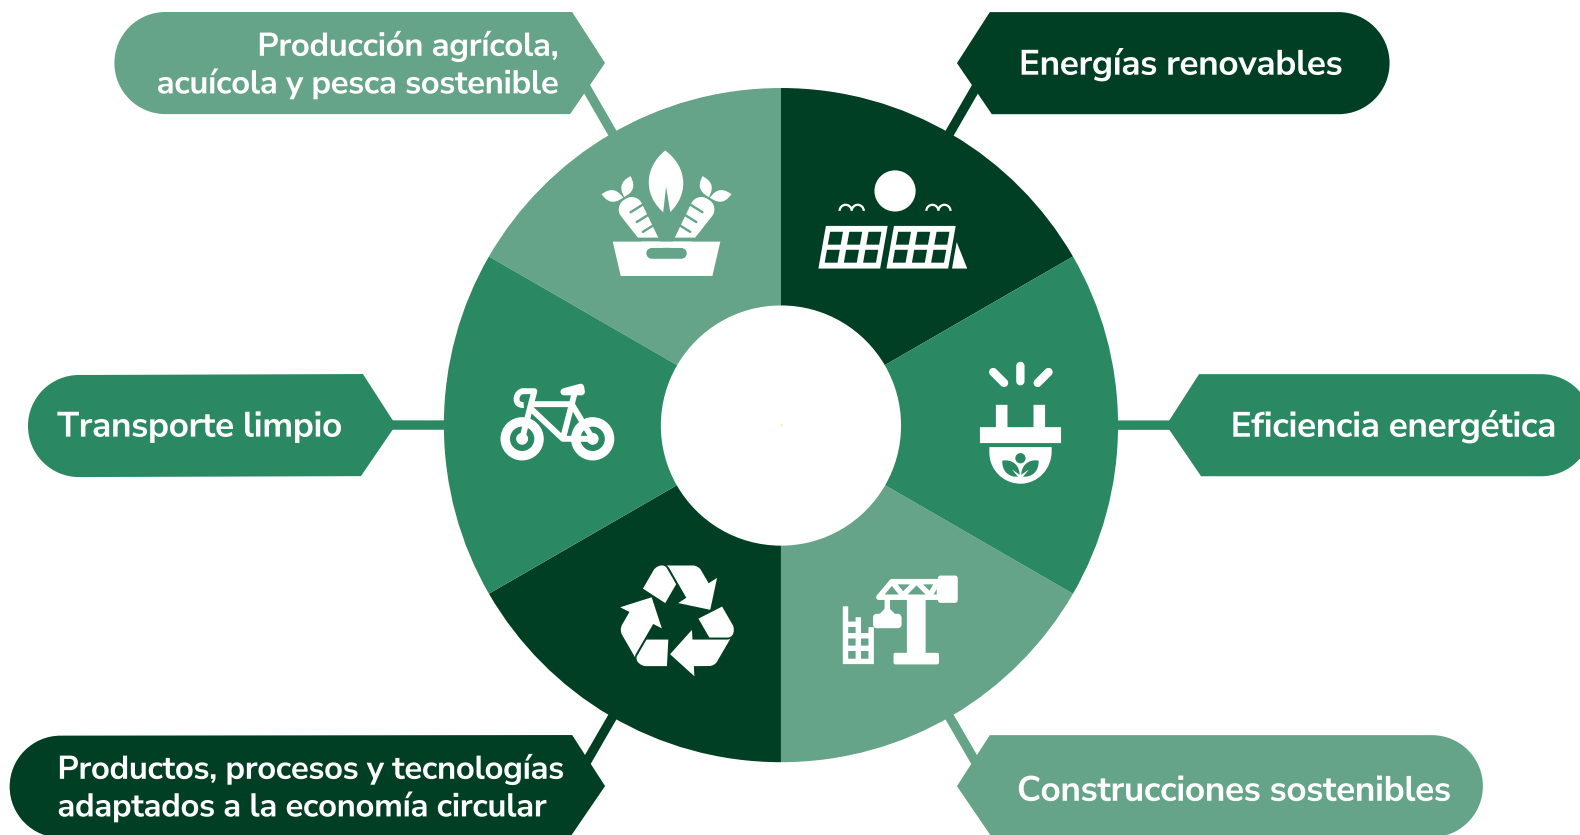 Producción agrícola,
acuícola y pesca sostenible
Energías renovables
Transporte limpio
Eficiencia energética
Productos, procesos y tecnologías
adaptados a la economía circular
Construcciones sostenibles